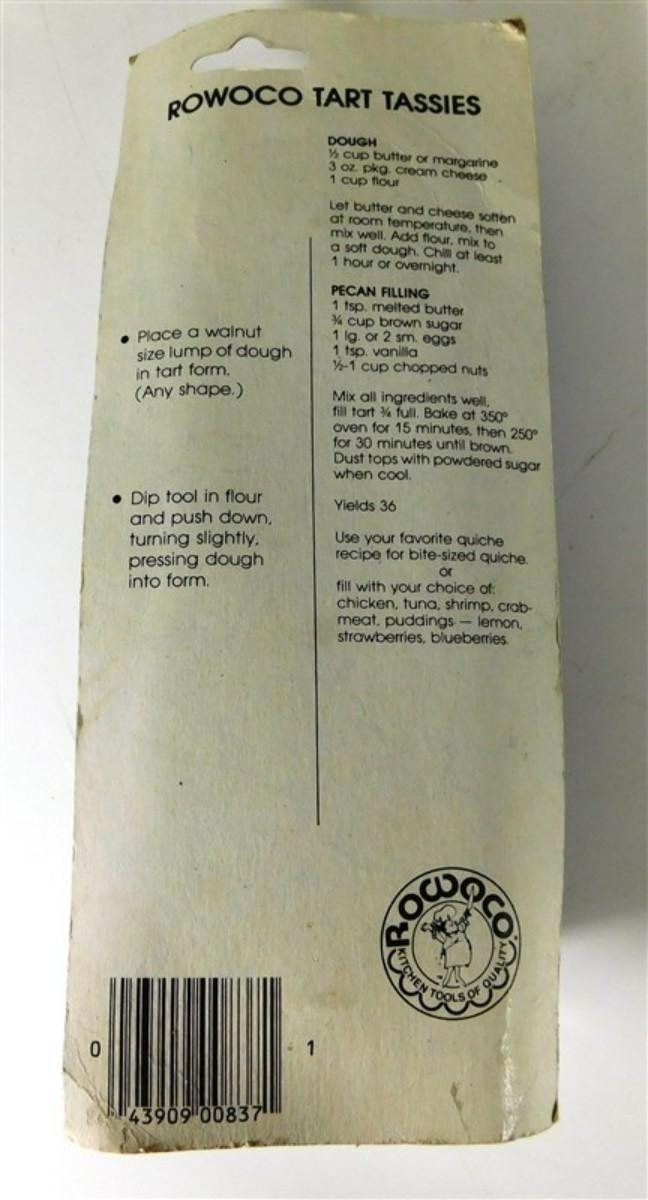 ROWOCO TART TASSIES
• Place a walnut
size lump of dough
in tart form.
(Any shape.)
• Dip tool in flour
and push down,
turning slightly,
pressing dough
into form.
DOUGH
½ cup butter or margarine
3 oz. pkg. cream cheese
1 cup flour
Let butter and cheese soften
at room temperature, then
mix well. Add flour, mix to
a soft dough. Chill at least
1 hour or overnight.
PECAN FILLING
1 tsp. melted butter
¾ cup brown sugar
1 lg. or 2 sm. eggs
1 tsp. vanilla
½-1 cup chopped nuts
Mix all ingredients well,
fill tart ¾ full. Bake at 350°
oven for 15 minutes, then 250°
for 30 minutes until brown.
Dust tops with powdered sugar
when cool.
Yields 36
Use your favorite quiche
recipe for bite-sized quiche.
or
fill with your choice of:
chicken, tuna, shrimp, crab-
meat, puddings — lemon,
strawberries, blueberries.
ROWOCO
KITCHEN TOOLS OF QUALITY
0 43909 00837 1